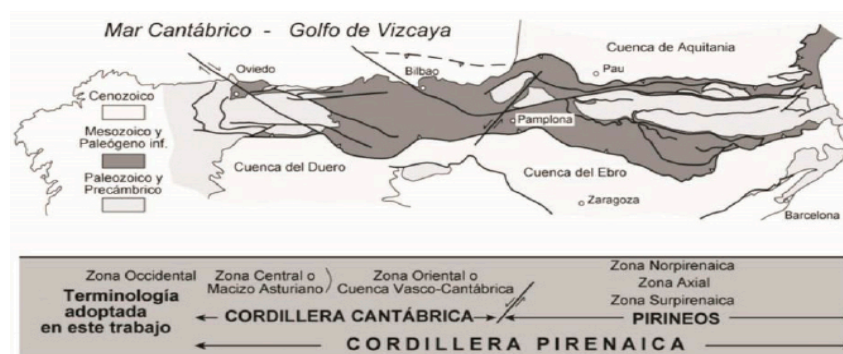 Mar Cantábrico - Golfo de Vizcaya
Cuenca de Aquitania
Oviedo
Bilbao
Pau
Cenozoico
Mesozoico y
Paleógeno inf.
Paleozoico y
Precámbrico
Pamplona
Cuenca del Duero
Cuenca del Ebro
Zaragoza
Barcelona
Zona Occidental
Zona Central o
Macizo Asturiano
Zona Oriental o
Cuenca Vasco-Cantábrica
Zona Norpirenaica
Zona Axial
Zona Surpirenaica
Terminología
adoptada
en este trabajo
CORDILLERA CANTÁBRICA
PIRINEOS
CORDILLERA PIRENAICA